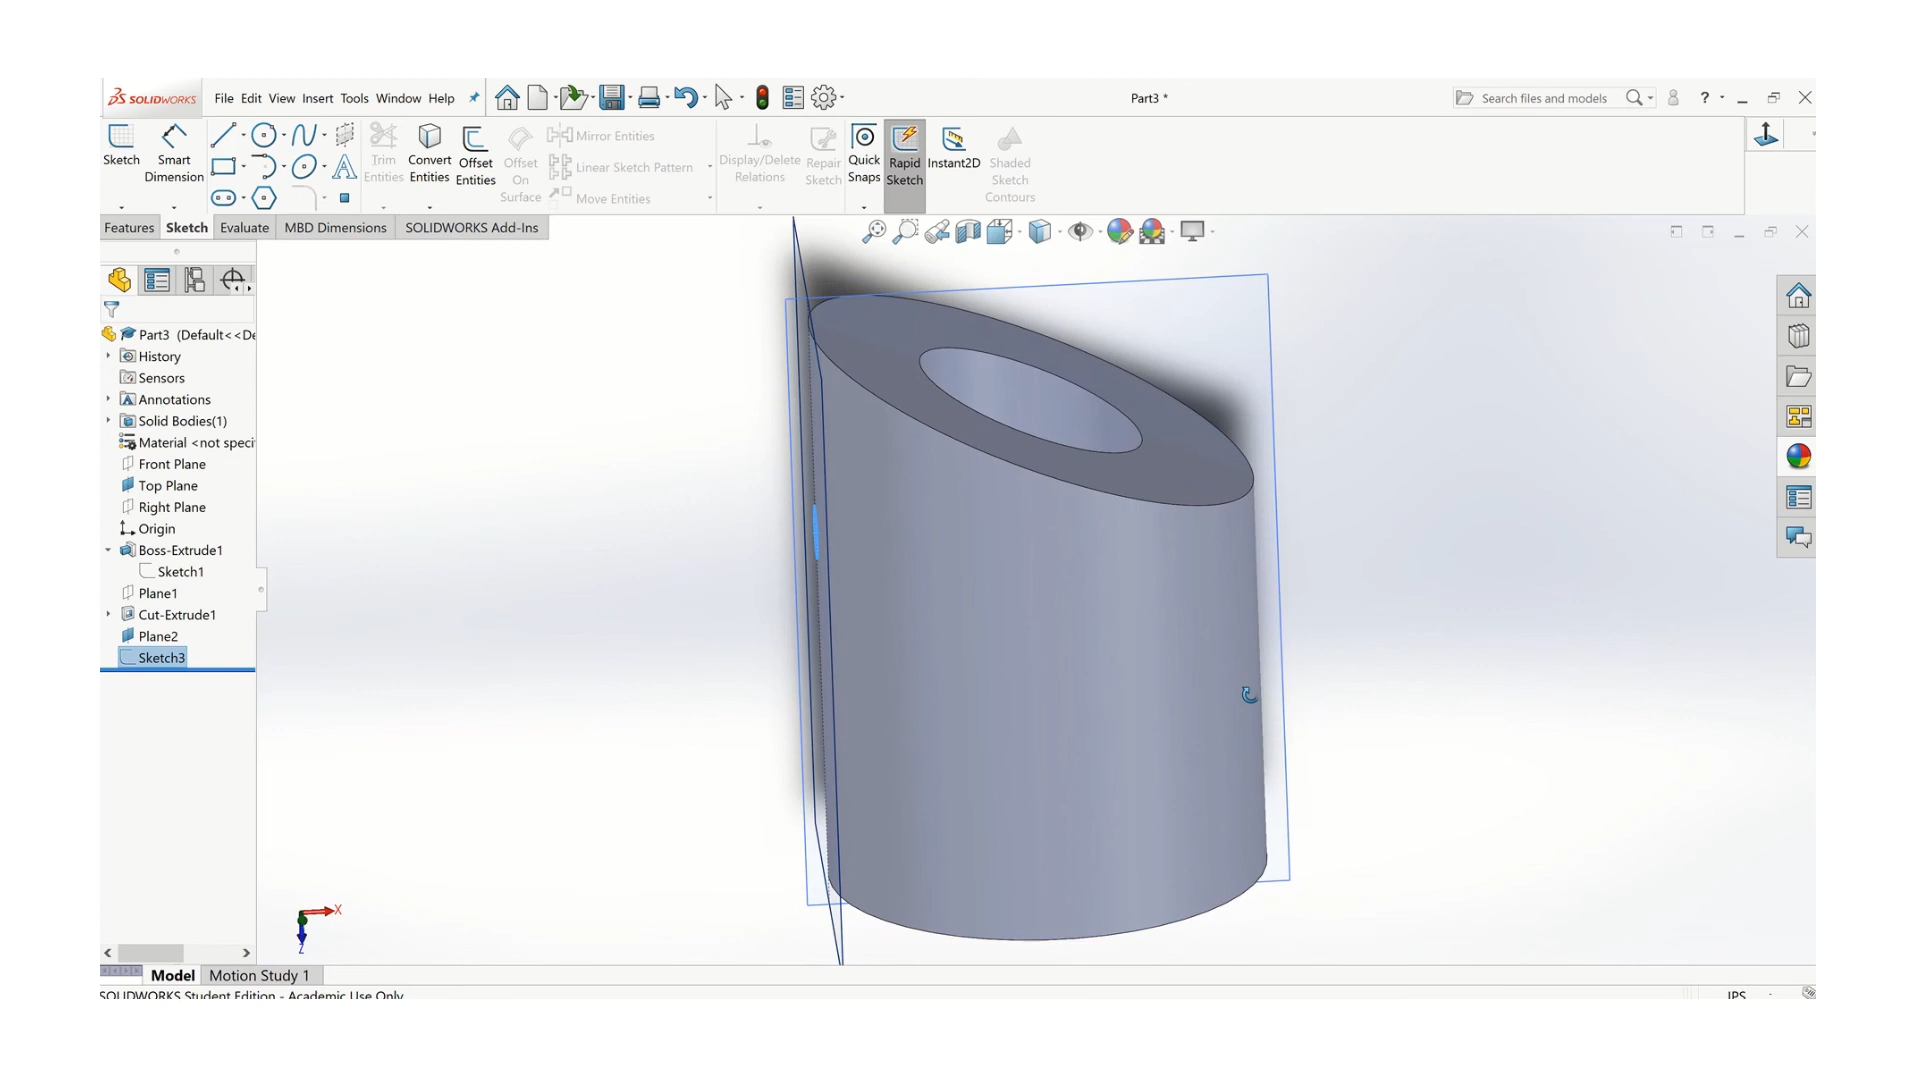 SOLIDWORKS File Edit View Insert Tools Window Help Part3 * Search files and models ?
Sketch Smart Dimension Trim Entities Convert Entities Offset Entities Offset On Surface Mirror Entities Linear Sketch Pattern Move Entities Display/Delete Relations Repair Sketch Quick Snaps Rapid Sketch Instant2D Shaded Sketch Contours
Features Sketch Evaluate MBD Dimensions SOLIDWORKS Add-Ins
Part3 (Default<<De
History
Sensors
Annotations
Solid Bodies(1)
Material <not speci
Front Plane
Top Plane
Right Plane
Origin
Boss-Extrude1
Sketch1
Plane1
Cut-Extrude1
Plane2
Sketch3
X
Z
Model Motion Study 1
SOLIDWORKS Student Edition - Academic Use Only IPS -